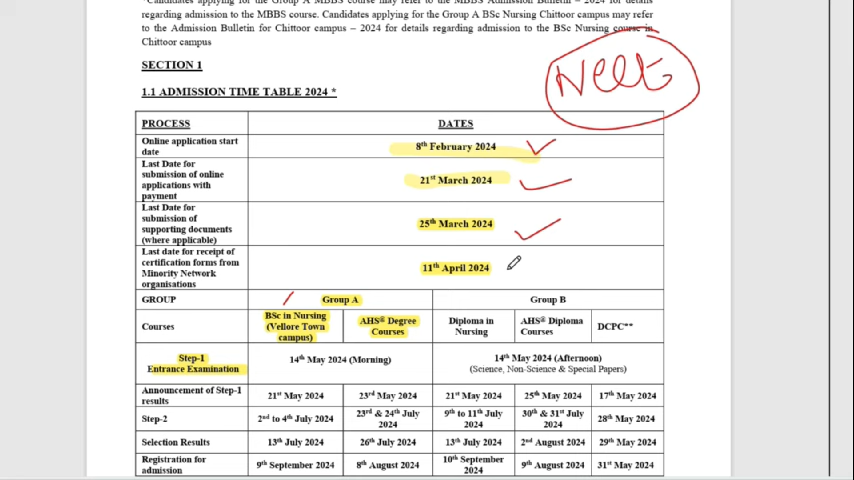 *Candidates applying for the Group A MBBS course may refer to the MBBS Admission Bulletin – 2024 for details
regarding admission to the MBBS course. Candidates applying for the Group A BSc Nursing Chittoor campus may refer
to the Admission Bulletin for Chittoor campus – 2024 for details regarding admission to the BSc Nursing course in
Chittoor campus
Neet
SECTION 1
1.1 ADMISSION TIME TABLE 2024 *
PROCESS DATES
Online application start
date
8th February 2024
Last Date for
submission of online
applications with
payment
21st March 2024
Last Date for
submission of
supporting documents
(where applicable)
25th March 2024
Last date for receipt of
certification forms from
Minority Network
organisations
11th April 2024
GROUP Group A Group B
Courses
BSc in Nursing
(Vellore Town
campus)
AHS® Degree
Courses
Diploma in
Nursing
AHS® Diploma
Courses
DCPC**
Step-1
Entrance Examination
14th May 2024 (Morning)
14th May 2024 (Afternoon)
(Science, Non-Science & Special Papers)
Announcement of Step-1
results
21st May 2024 23rd May 2024 21st May 2024 25th May 2024 17th May 2024
Step-2
2nd to 4th July 2024
23rd & 24th July
2024
9th to 11th July
2024
30th & 31st July
2024
28th May 2024
Selection Results 13th July 2024 26th July 2024 13th July 2024 2nd August 2024 29th May 2024
Registration for
admission
9th September 2024
8th August 2024
10th September
2024
9th August 2024
31st May 2024